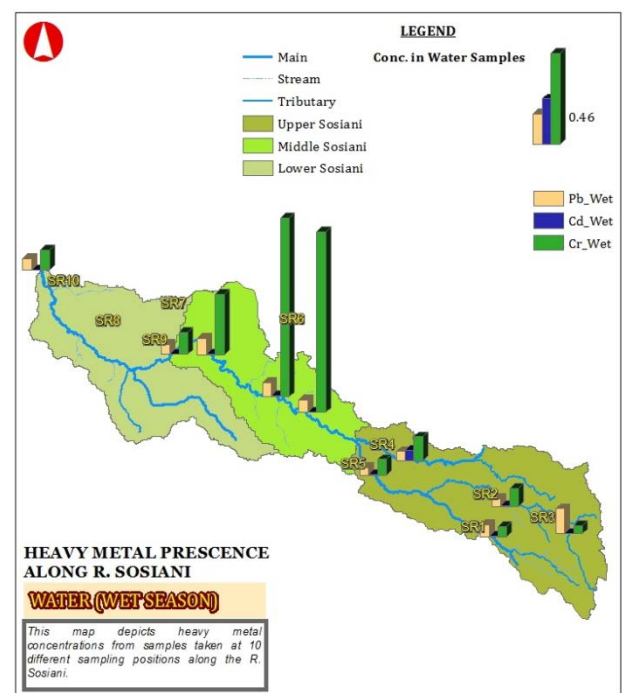 LEGEND
Main
Stream
Tributary
Upper Sosiani
Middle Sosiani
Lower Sosiani
Conc. in Water Samples
0.46
Pb_Wet
Cd_Wet
Cr_Wet
SR10
SR8
SR7
SR9
SR6
SR4
SR5
SR2
SR3
SR1
HEAVY METAL PRESCENCE
ALONG R. SOSIANI
WATER (WET SEASON)
This map depicts heavy metal
concentrations from samples taken at 10
different sampling positions along the R.
Sosiani.